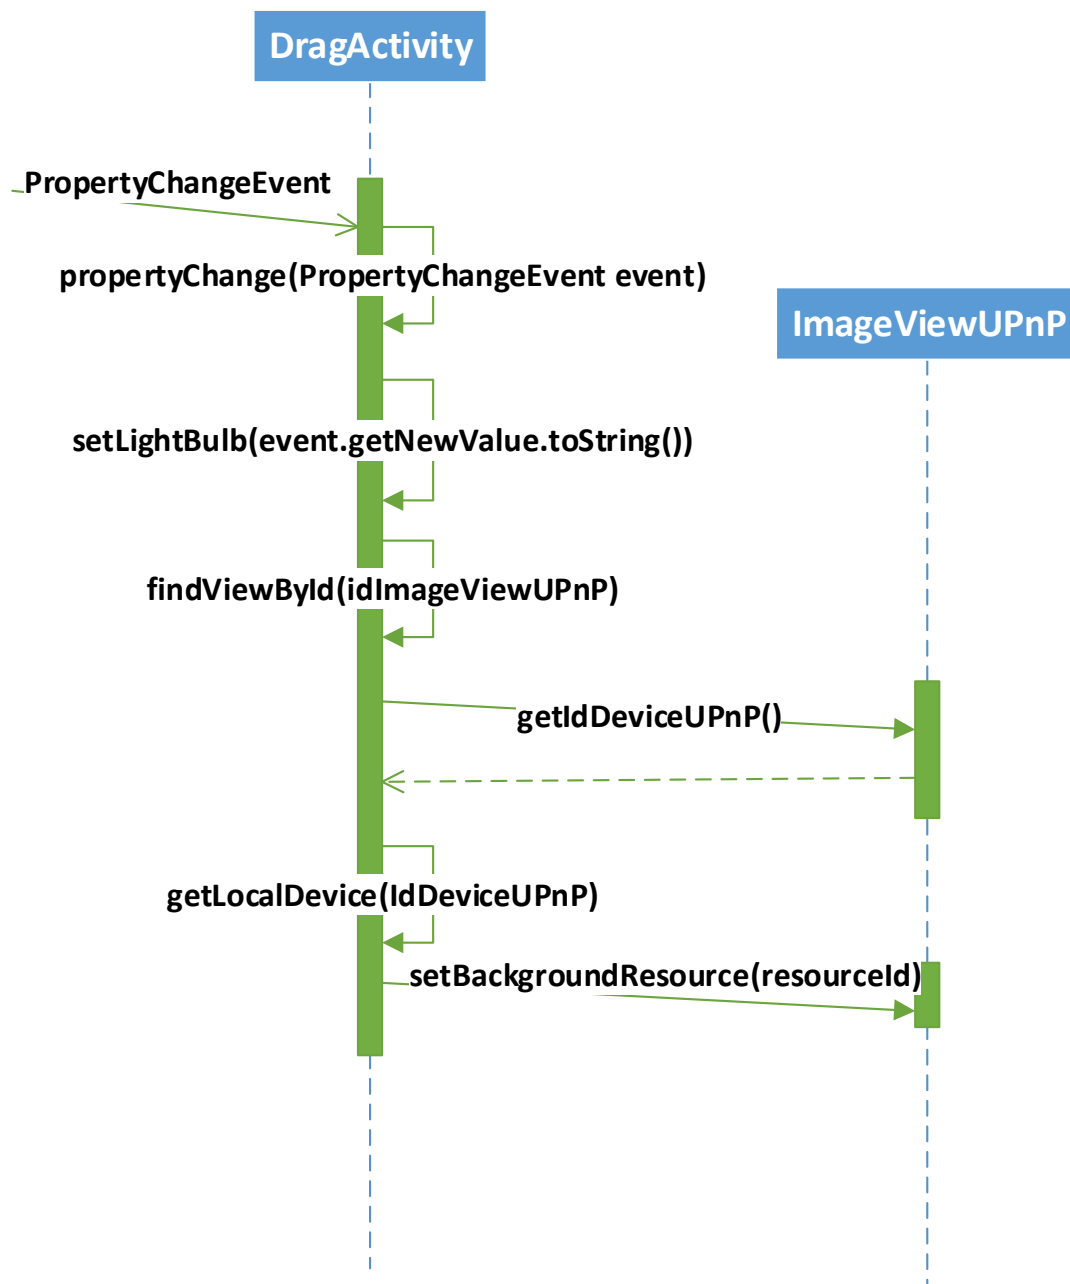 DragActivity
PropertyChangeEvent
propertyChange(PropertyChangeEvent event)
ImageViewUPnP
setLightBulb(event.getNewValue.toString())
findViewById(idImageViewUPnP)
getIdDeviceUPnP()
getLocalDevice(IdDeviceUPnP)
setBackgroundResource(resourceId)